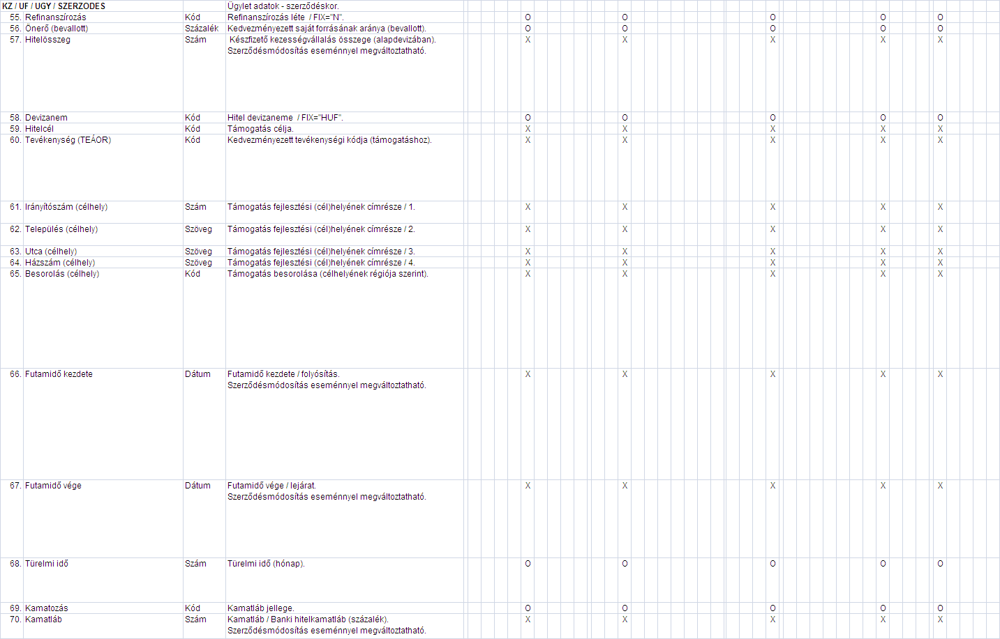 KZ / UF / UGY / SZERZODES Ügylet adatok - szerződéskor.
55. Refinanszírozás Kód Refinanszírozás léte / FIX="N". O O O O O
56. Önerő (bevallott) Százalék Kedvezményezett saját forrásának aránya (bevallott). O O O O O
57. Hitelösszeg Szám Készfizető kezességvállalás összege (alapdevizában). X X X X X
Szerződésmódosítás eseménnyel megváltoztatható.
58. Devizanem Kód Hitel devizaneme / FIX="HUF". O O O O O
59. Hitelcél Kód Támogatás célja. X X X X X
60. Tevékenység (TEÁOR) Kód Kedvezményezett tevékenységi kódja (támogatáshoz). X X X X X
61. Irányítószám (célhely) Szám Támogatás fejlesztési (cél)helyének címrésze / 1. X X X X X
62. Település (célhely) Szöveg Támogatás fejlesztési (cél)helyének címrésze / 2. X X X X X
63. Utca (célhely) Szöveg Támogatás fejlesztési (cél)helyének címrésze / 3. X X X X X
64. Házszám (célhely) Szöveg Támogatás fejlesztési (cél)helyének címrésze / 4. X X X X X
65. Besorolás (célhely) Kód Támogatás besorolása (célhelyének régiója szerint). X X X X X
66. Futamidő kezdete Dátum Futamidő kezdete / folyósítás. X X X X X
Szerződésmódosítás eseménnyel megváltoztatható.
67. Futamidő vége Dátum Futamidő vége / lejárat. X X X X X
Szerződésmódosítás eseménnyel megváltoztatható.
68. Türelmi idő Szám Türelmi idő (hónap). O O O O O
69. Kamatozás Kód Kamatláb jellege. O O O O O
70. Kamatláb Szám Kamatláb / Banki hitelkamatláb (százalék). X X X X X
Szerződésmódosítás eseménnyel megváltoztatható.